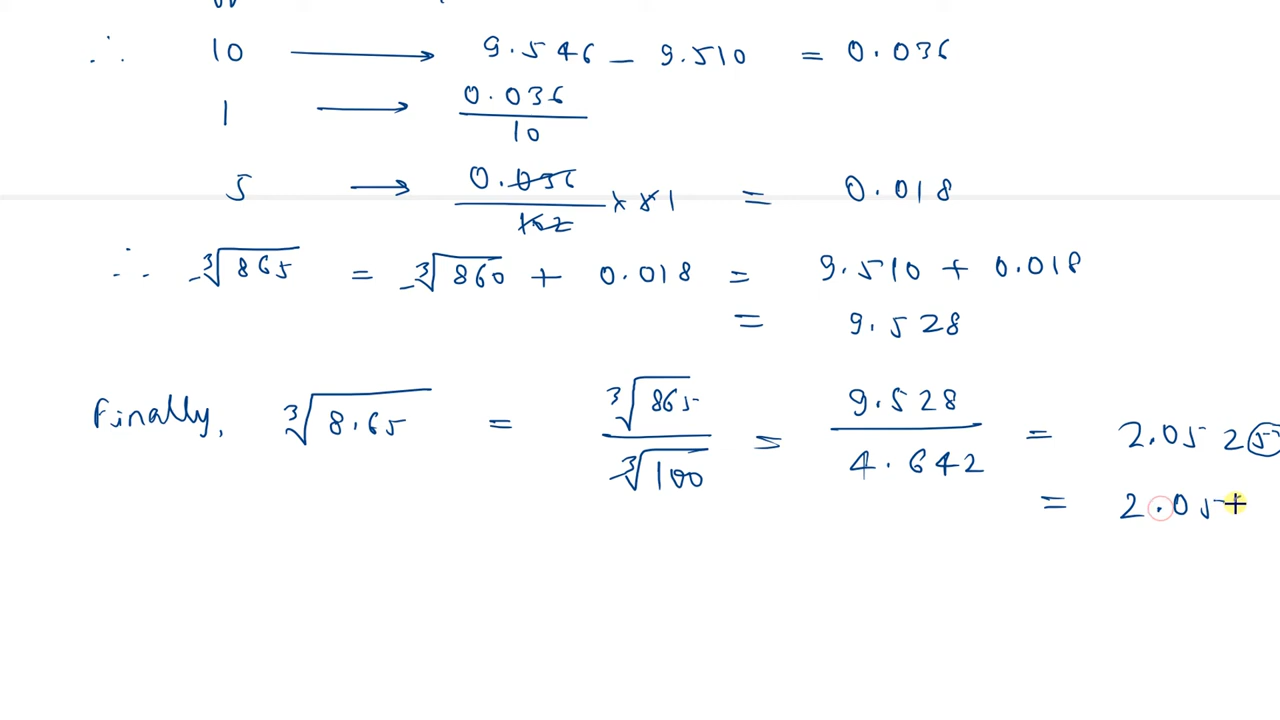 ∴ 10 ⟶ 9.546 – 9.510 = 0.036
1 ⟶ 0.036/10
5 ⟶ 0.036/10 2 × 5 1 = 0.018
∴ ∛865 = ∛860 + 0.018 = 9.510 + 0.018
= 9.528
Finally, ∛8.65 = ∛865/∛100 = 9.528/4.642 = 2.052
= 2.05